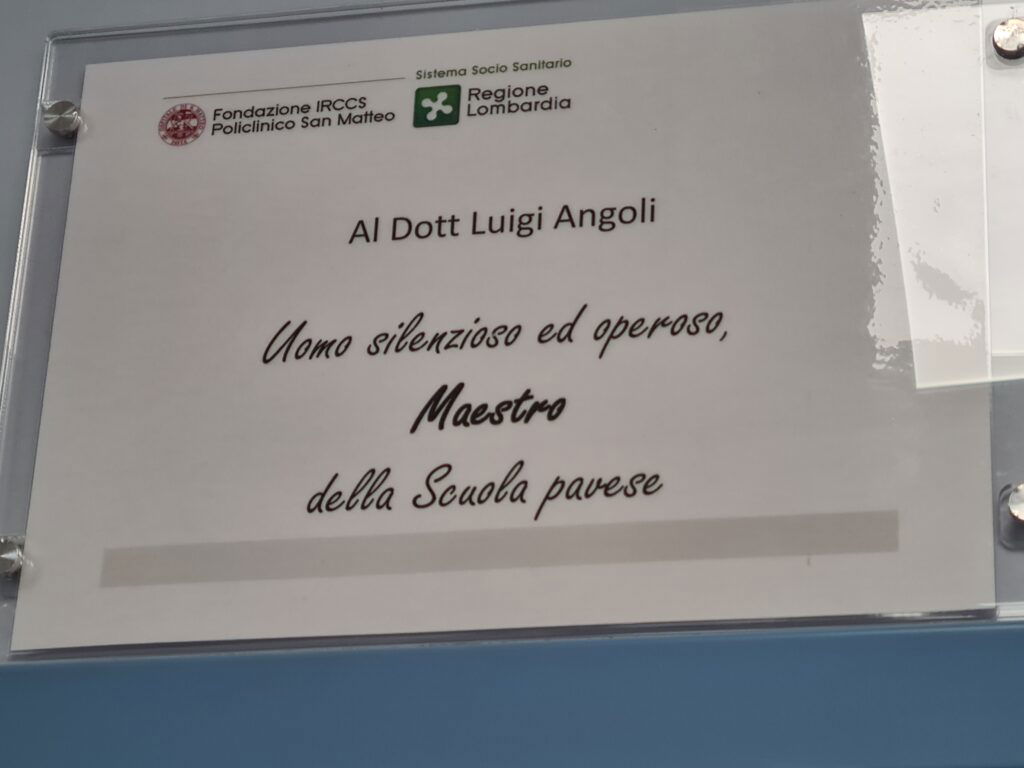 Sistema Socio Sanitario
Fondazione IRCCS
Policlinico San Matteo
Regione
Lombardia
Al Dott Luigi Angoli
Uomo silenzioso ed operoso,
Maestro
della Scuola pavese